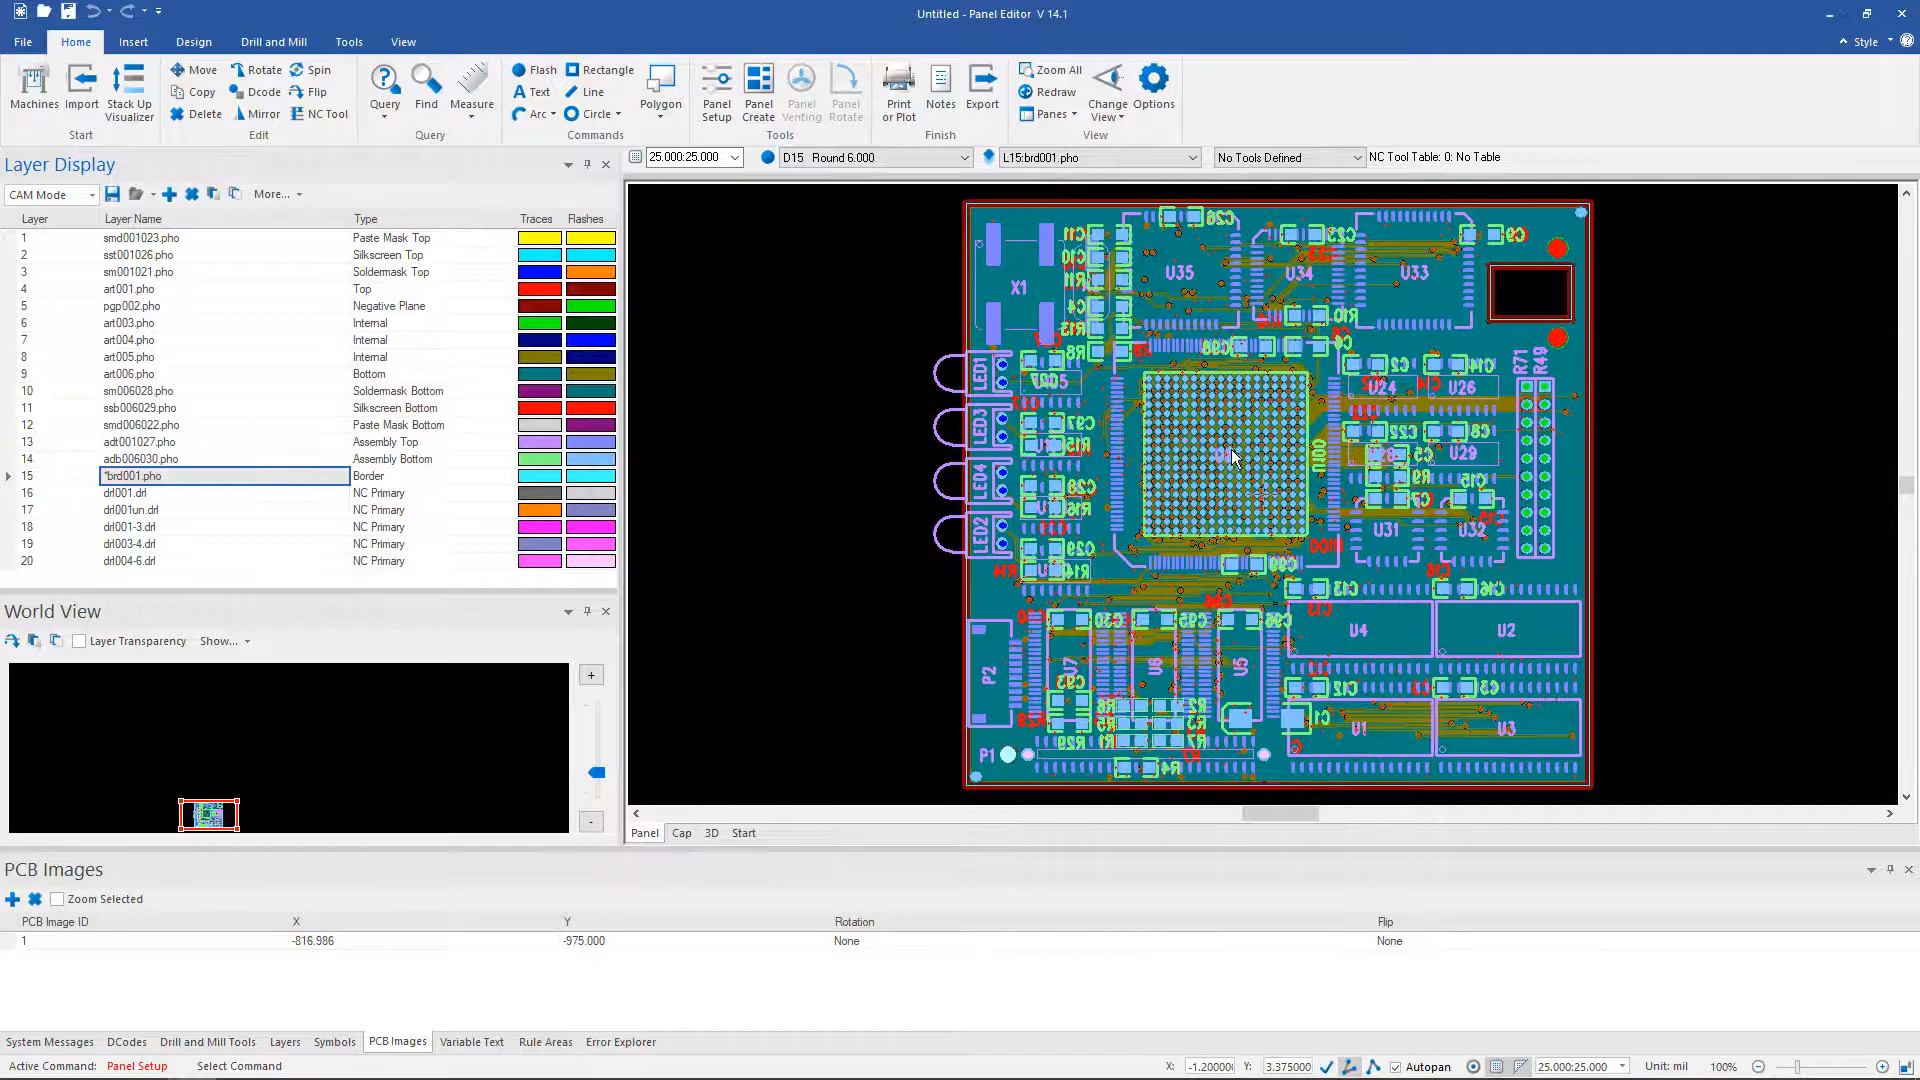 Untitled - Panel Editor V 14.1
File Home Insert Design Drill and Mill Tools View Style
Machines Import Stack Up Visualizer
Start
Move Rotate Spin
Copy Dcode Flip
Delete Mirror NC Tool
Edit
Query Find Measure
Query
Flash Rectangle
Text Line
Arc Circle
Polygon
Commands
Panel Setup Panel Create Panel Venting Panel Rotate
Tools
Print or Plot Notes Export
Finish
Zoom All
Redraw
Panes
Change View Options
View
Layer Display
25.000:25.000 D15 Round 6.000 L15:brd001.pho No Tools Defined NC Tool Table: 0: No Table
CAM Mode More...
Layer Layer Name Type Traces Flashes
1 smd001023.pho Paste Mask Top
2 sst001026.pho Silkscreen Top
3 sm001021.pho Soldermask Top
4 art001.pho Top
5 pgp002.pho Negative Plane
6 art003.pho Internal
7 art004.pho Internal
8 art005.pho Internal
9 art006.pho Bottom
10 sm006028.pho Soldermask Bottom
11 ssb006029.pho Silkscreen Bottom
12 smd006022.pho Paste Mask Bottom
13 adt001027.pho Assembly Top
14 adb006030.pho Assembly Bottom
15 *brd001.pho Border
16 drl001.drl NC Primary
17 drl001un.drl NC Primary
18 drl001-3.drl NC Primary
19 drl003-4.drl NC Primary
20 drl004-6.drl NC Primary
X1 U35 U34 U33
LED1 LED3 LED4 LED2
R71 R49
U24 U26
U29
U31 U32
U4 U2
P2 U7 U6 U5
U1 U3
P1
World View
Layer Transparency Show...
+
-
Panel Cap 3D Start
PCB Images
Zoom Selected
PCB Image ID X Y Rotation Flip
1 -816.986 -975.000 None None
System Messages DCodes Drill and Mill Tools Layers Symbols PCB Images Variable Text Rule Areas Error Explorer
Active Command: Panel Setup Select Command X: -1.20000 Y: 3.375000 Autopan 25.000:25.000 Unit: mil 100%